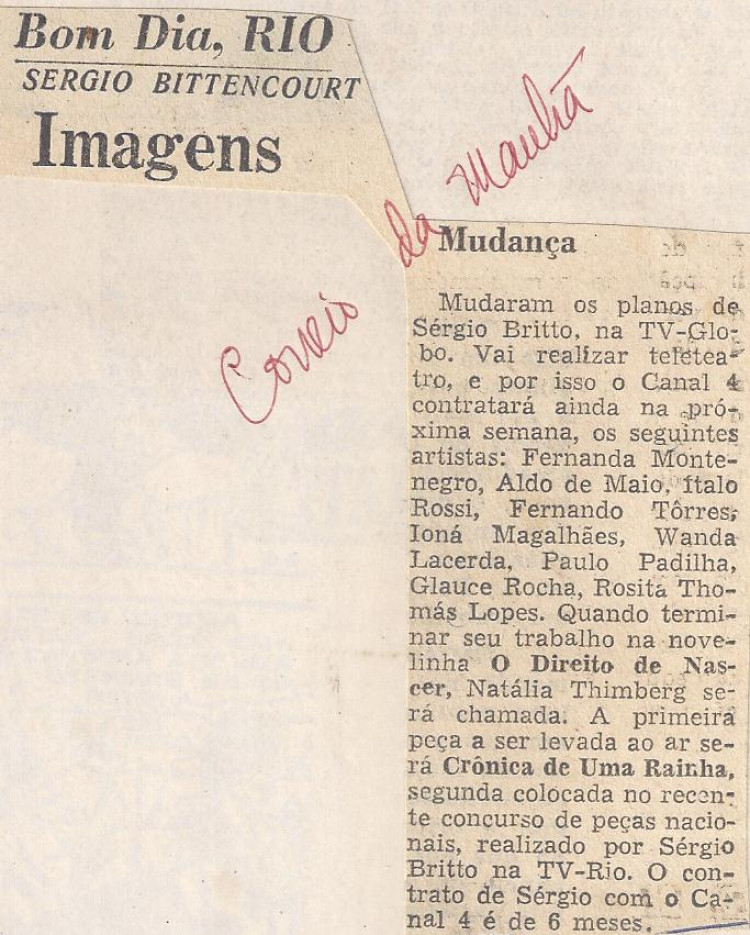 Bom Dia, RIO
SERGIO BITTENCOURT
Imagens
Correio da Manhã
Mudança
Mudaram os planos de
Sérgio Britto, na TV-Glo-
bo. Vai realizar teletea-
tro, e por isso o Canal 4
contratará ainda na pró-
xima semana, os seguintes
artistas: Fernanda Monte-
negro, Aldo de Maio, Ítalo
Rossi, Fernando Tôrres,
Ioná Magalhães, Wanda
Lacerda, Paulo Padilha,
Glauce Rocha, Rosita Tho-
más Lopes. Quando termi-
nar seu trabalho na nove-
linha O Direito de Nas-
cer, Natália Thimberg se-
rá chamada. A primeira
peça a ser levada ao ar se-
rá Crônica de Uma Rainha,
segunda colocada no recen-
te concurso de peças nacio-
nais, realizado por Sérgio
Britto na TV-Rio. O con-
trato de Sérgio com o Ca-
nal 4 é de 6 meses.